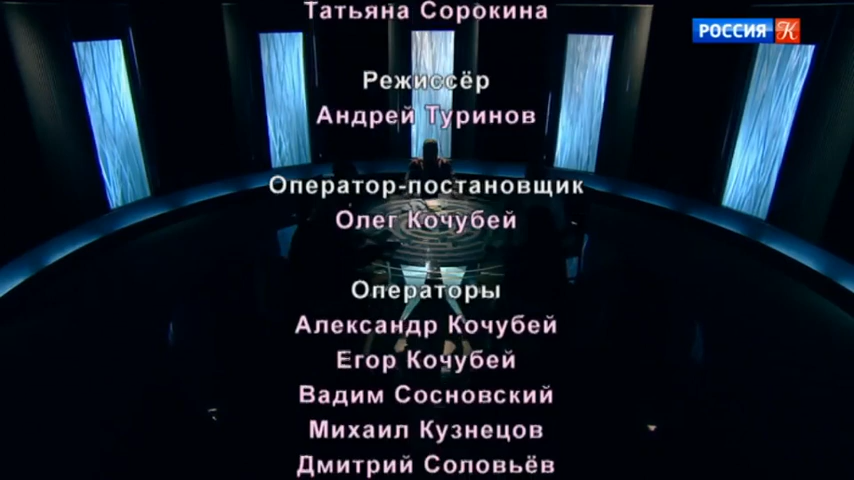 Татьяна Сорокина
РОССИЯ К
Режиссёр
Андрей Туринов
Оператор-постановщик
Олег Кочубей
Операторы
Александр Кочубей
Егор Кочубей
Вадим Сосновский
Михаил Кузнецов
Дмитрий Соловьёв